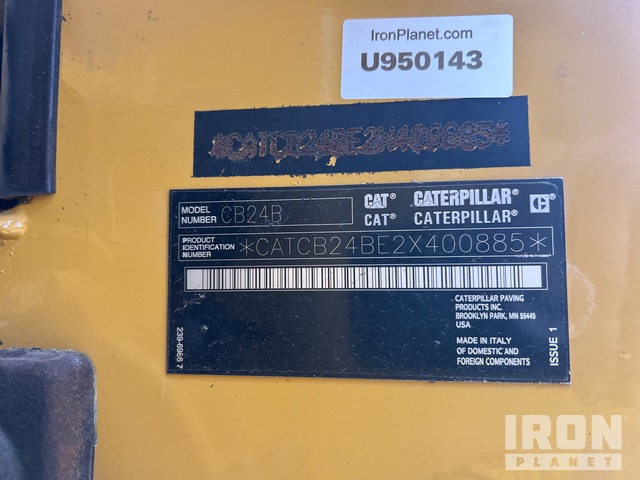 IronPlanet.com
U950143
MODEL NUMBER CB24B
CAT® CATERPILLAR® C®
CAT® CATERPILLAR®
PRODUCT IDENTIFICATION NUMBER *CATCB24BE2X400885*
CATERPILLAR PAVING
PRODUCTS INC.
BROOKLYN PARK, MN 55445
USA
MADE IN ITALY
OF DOMESTIC AND
FOREIGN COMPONENTS
239-6966 7
ISSUE 1
IRON
PLANET